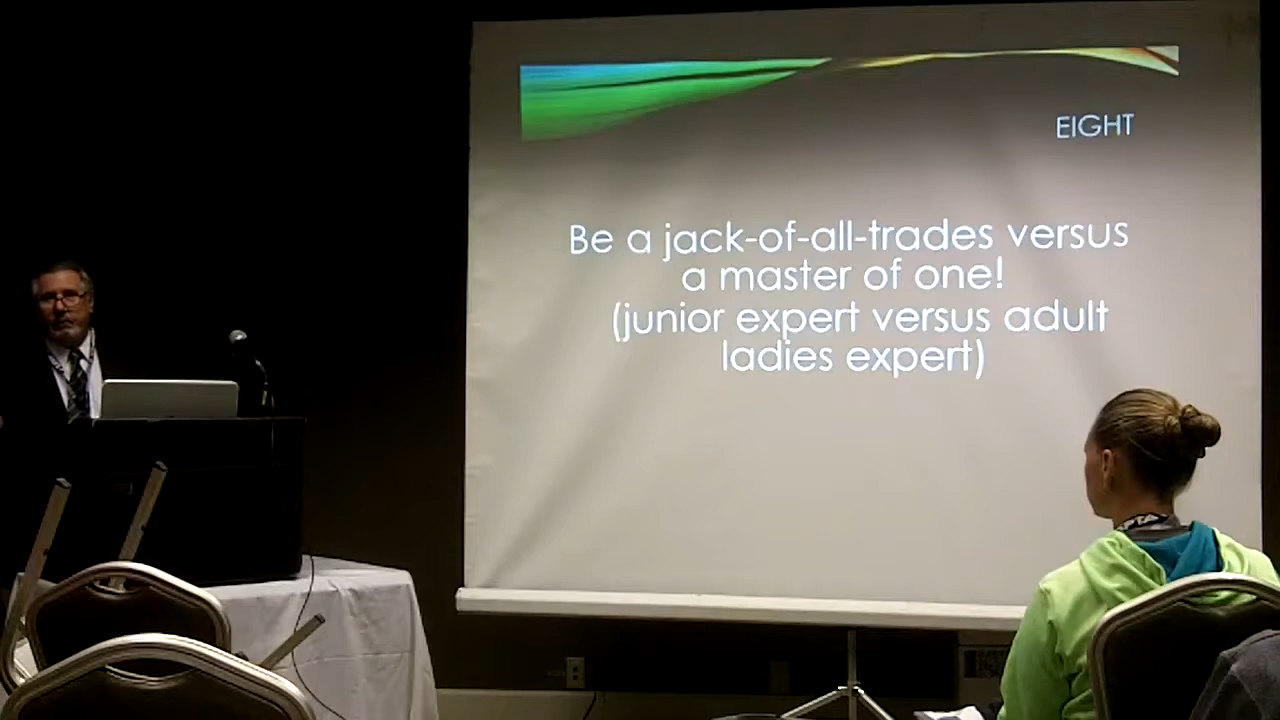 EIGHT
Be a jack-of-all-trades versus
a master of one!
(junior expert versus adult
ladies expert)